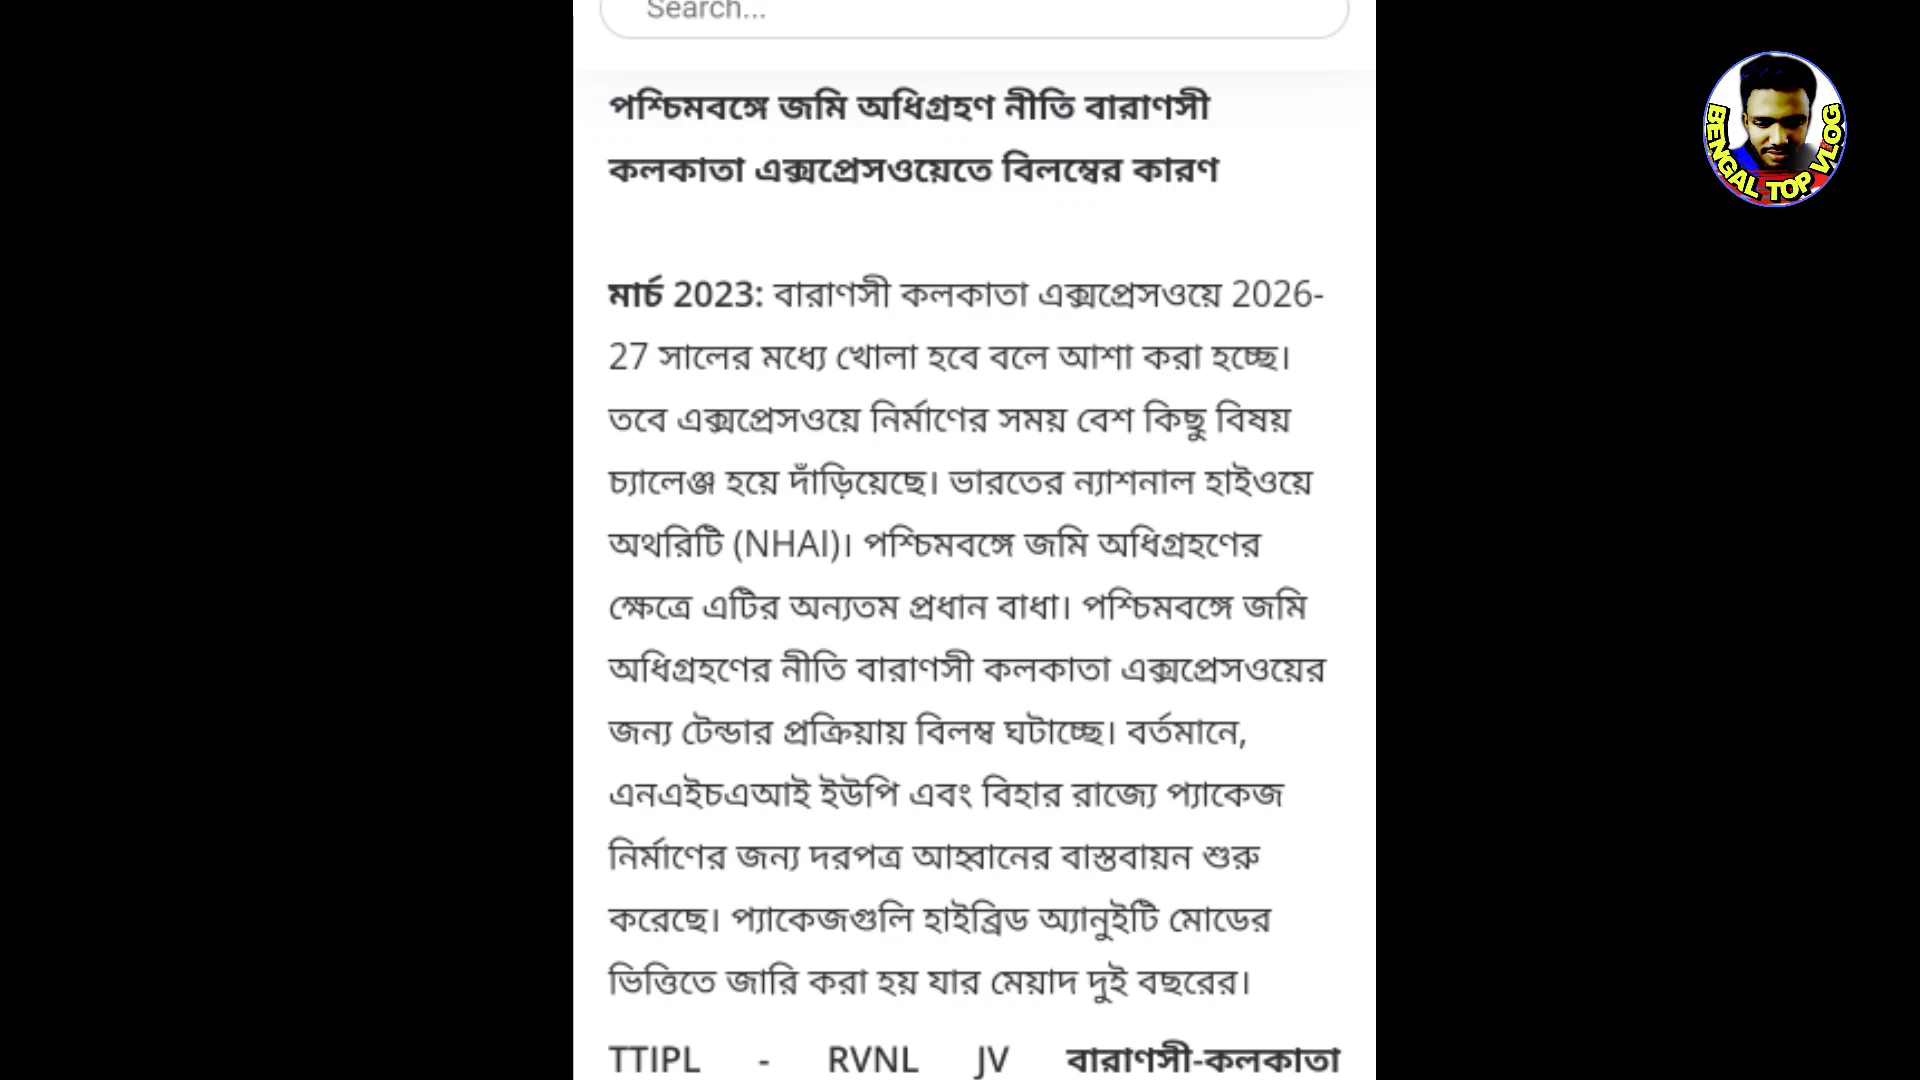 Search...
পশ্চিমবঙ্গে জমি অধিগ্রহণ নীতি বারাণসী
কলকাতা এক্সপ্রেসওয়েতে বিলম্বের কারণ
মার্চ 2023: বারাণসী কলকাতা এক্সপ্রেসওয়ে 2026-
27 সালের মধ্যে খোলা হবে বলে আশা করা হচ্ছে।
তবে এক্সপ্রেসওয়ে নির্মাণের সময় বেশ কিছু বিষয়
চ্যালেঞ্জ হয়ে দাঁড়িয়েছে। ভারতের ন্যাশনাল হাইওয়ে
অথরিটি (NHAI)। পশ্চিমবঙ্গে জমি অধিগ্রহণের
ক্ষেত্রে এটির অন্যতম প্রধান বাধা। পশ্চিমবঙ্গে জমি
অধিগ্রহণের নীতি বারাণসী কলকাতা এক্সপ্রেসওয়ের
জন্য টেন্ডার প্রক্রিয়ায় বিলম্ব ঘটাচ্ছে। বর্তমানে,
এনএইচএআই ইউপি এবং বিহার রাজ্যে প্যাকেজ
নির্মাণের জন্য দরপত্র আহ্বানের বাস্তবায়ন শুরু
করেছে। প্যাকেজগুলি হাইব্রিড অ্যানুইটি মোডের
ভিত্তিতে জারি করা হয় যার মেয়াদ দুই বছরের।
TTIPL - RVNL JV বারাণসী-কলকাতা
BENGAL TOP VLOG